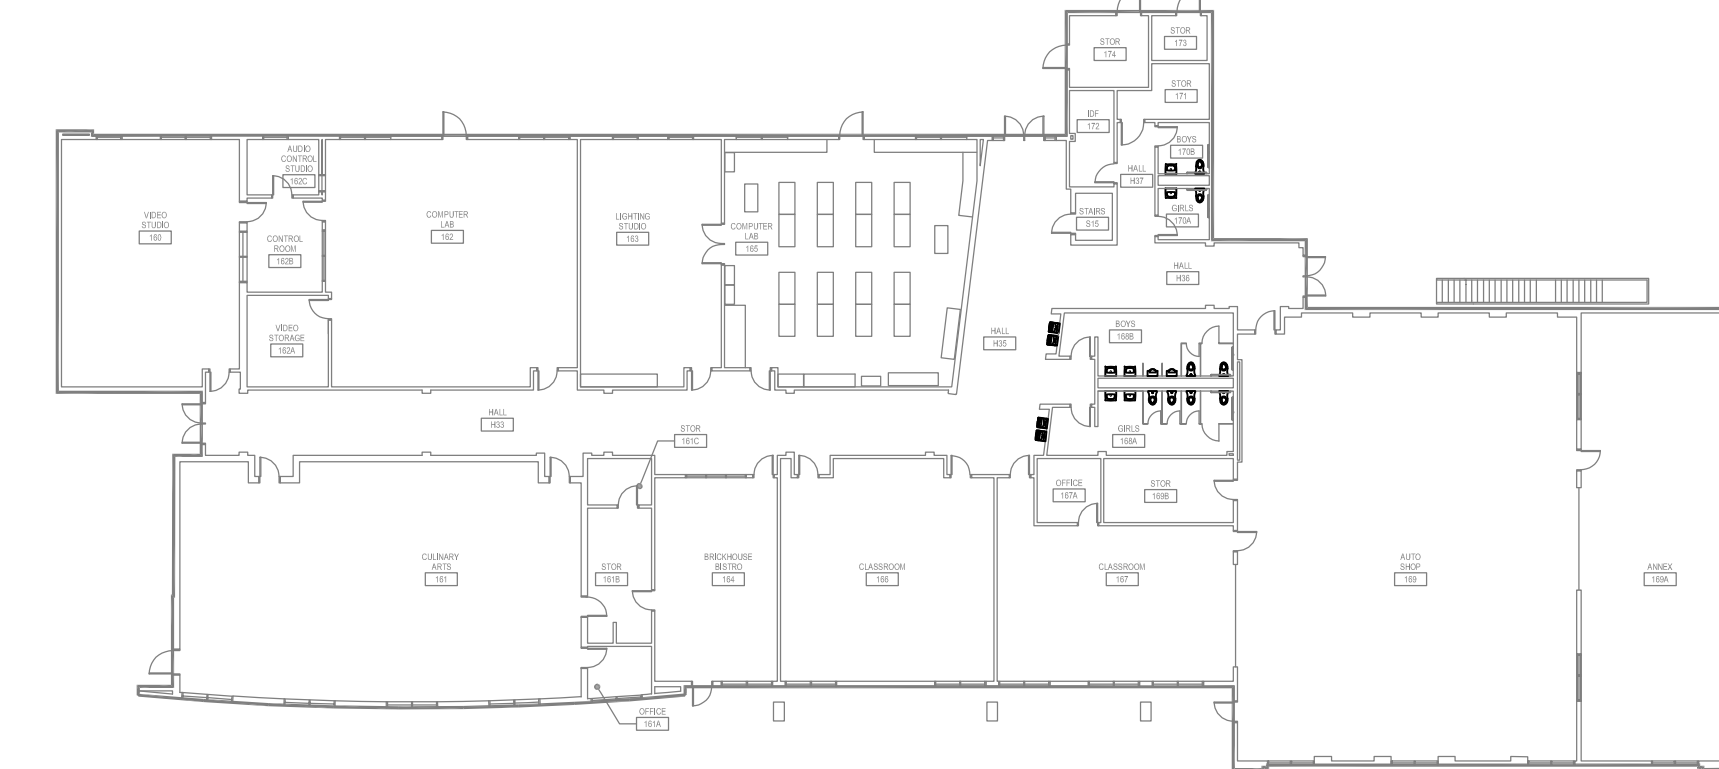 STOR
174
STOR
173
STOR
171
IDF
172
BOYS
170B
HALL
H37
GIRLS
170A
STAIRS
S15
AUDIO
CONTROL
STUDIO
162C
VIDEO
STUDIO
160
CONTROL
ROOM
162B
COMPUTER
LAB
162
LIGHTING
STUDIO
163
COMPUTER
LAB
165
HALL
H36
VIDEO
STORAGE
162A
HALL
H35
BOYS
168B
HALL
H33
STOR
161C
GIRLS
168A
OFFICE
167A
STOR
169B
CULINARY
ARTS
161
STOR
161B
BRICKHOUSE
BISTRO
164
CLASSROOM
166
CLASSROOM
167
AUTO
SHOP
169
ANNEX
169A
OFFICE
161A